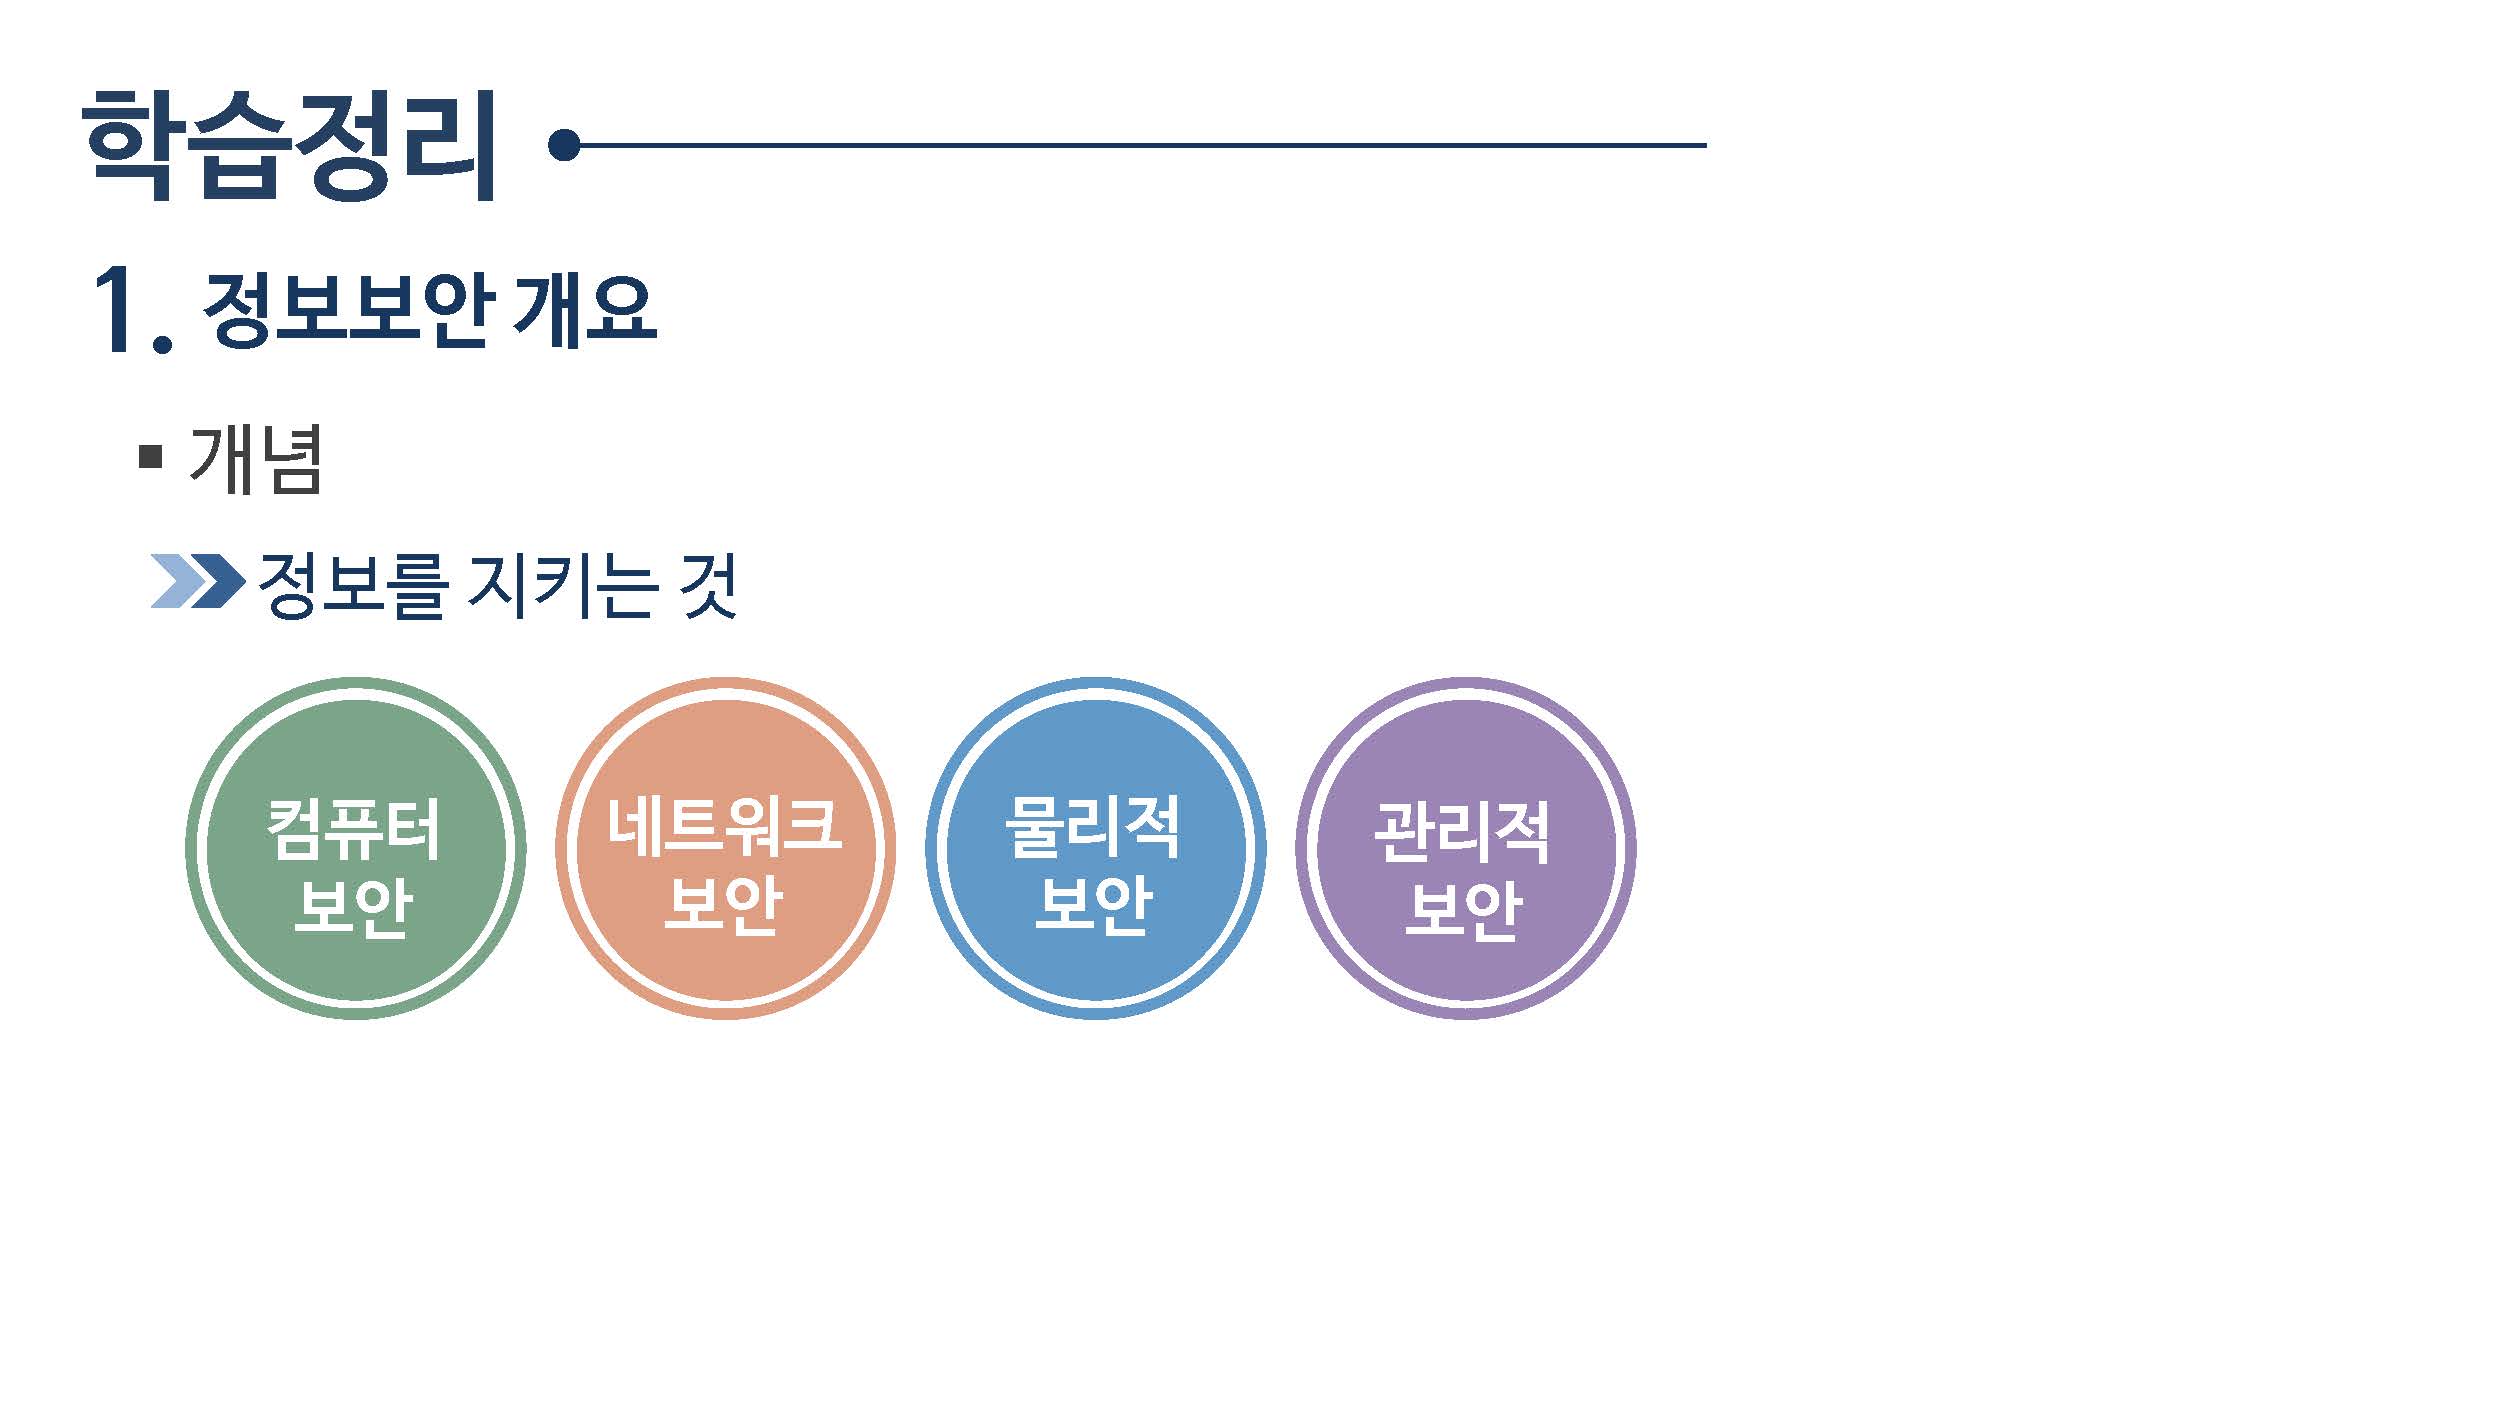 학습정리
1. 정보보안 개요
▪ 개념
정보를 지키는 것
컴퓨터
보안
네트워크
보안
물리적
보안
관리적
보안